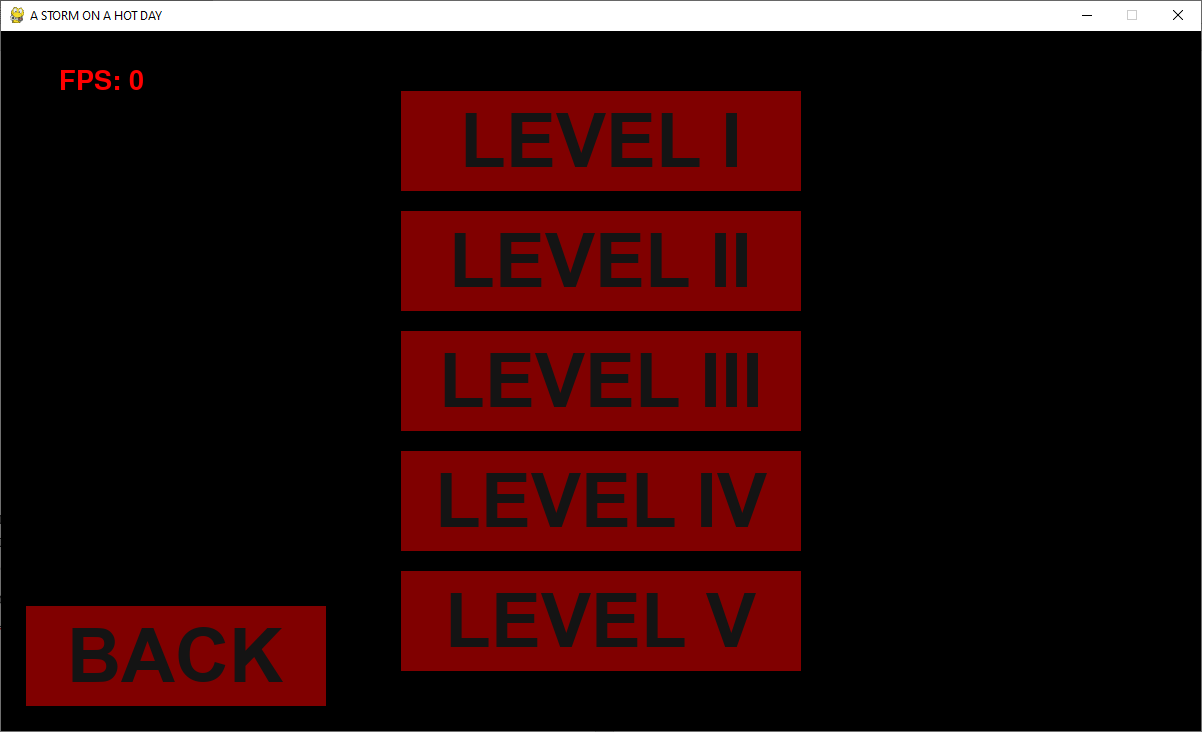 A STORM ON A HOT DAY
FPS: 0
LEVEL I
LEVEL II
LEVEL III
LEVEL IV
LEVEL V
BACK